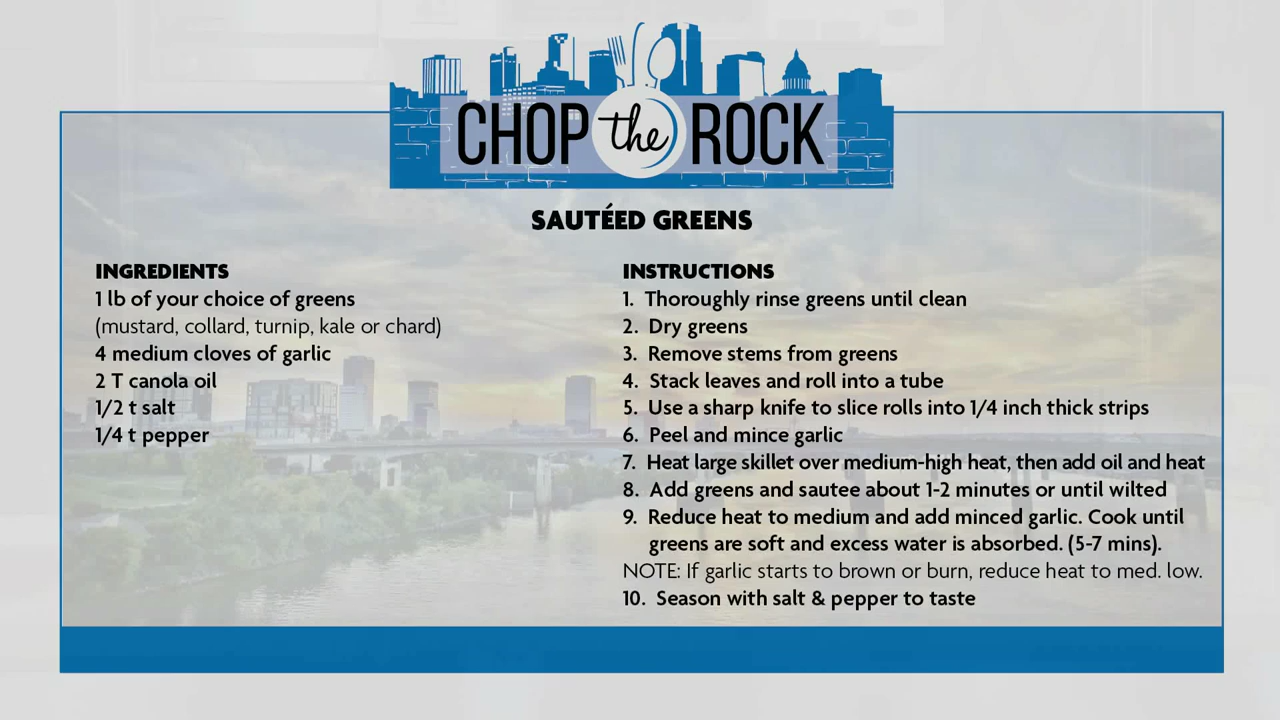 CHOP the ROCK
SAUTÉED GREENS
INGREDIENTS
1 lb of your choice of greens
(mustard, collard, turnip, kale or chard)
4 medium cloves of garlic
2 T canola oil
1/2 t salt
1/4 t pepper
INSTRUCTIONS
1. Thoroughly rinse greens until clean
2. Dry greens
3. Remove stems from greens
4. Stack leaves and roll into a tube
5. Use a sharp knife to slice rolls into 1/4 inch thick strips
6. Peel and mince garlic
7. Heat large skillet over medium-high heat, then add oil and heat
8. Add greens and sautee about 1-2 minutes or until wilted
9. Reduce heat to medium and add minced garlic. Cook until
greens are soft and excess water is absorbed. (5-7 mins).
NOTE: If garlic starts to brown or burn, reduce heat to med. low.
10. Season with salt & pepper to taste